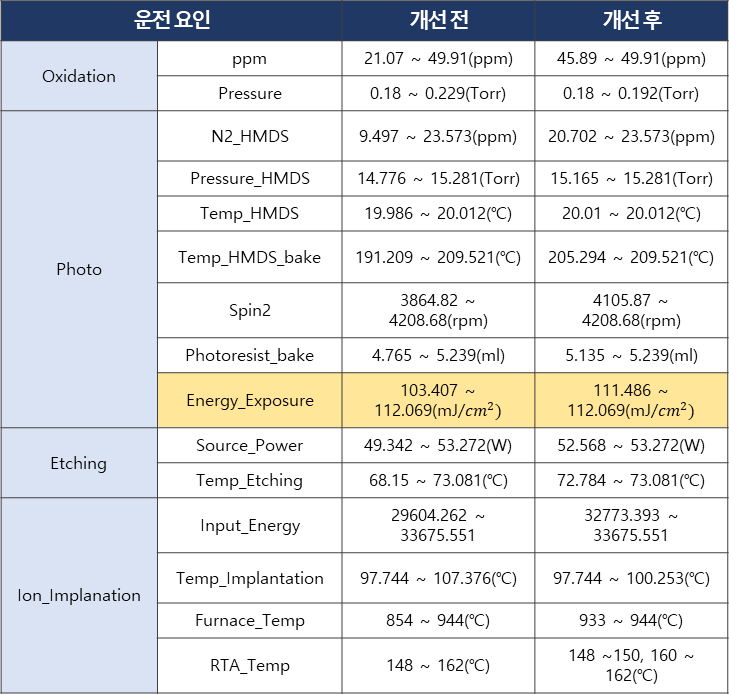 운전 요인 개선 전 개선 후
Oxidation
ppm 21.07 ~ 49.91(ppm) 45.89 ~ 49.91(ppm)
Pressure 0.18 ~ 0.229(Torr) 0.18 ~ 0.192(Torr)
Photo
N2_HMDS 9.497 ~ 23.573(ppm) 20.702 ~ 23.573(ppm)
Pressure_HMDS 14.776 ~ 15.281(Torr) 15.165 ~ 15.281(Torr)
Temp_HMDS 19.986 ~ 20.012(℃) 20.01 ~ 20.012(℃)
Temp_HMDS_bake 191.209 ~ 209.521(℃) 205.294 ~ 209.521(℃)
Spin2
3864.82 ~
4208.68(rpm)
4105.87 ~
4208.68(rpm)
Photoresist_bake 4.765 ~ 5.239(ml) 5.135 ~ 5.239(ml)
Energy_Exposure
103.407 ~
112.069(mJ/cm²)
111.486 ~
112.069(mJ/cm²)
Etching
Source_Power 49.342 ~ 53.272(W) 52.568 ~ 53.272(W)
Temp_Etching 68.15 ~ 73.081(℃) 72.784 ~ 73.081(℃)
Ion_Implanation
Input_Energy
29604.262 ~
33675.551
32773.393 ~
33675.551
Temp_Implantation 97.744 ~ 107.376(℃) 97.744 ~ 100.253(℃)
Furnace_Temp 854 ~ 944(℃) 933 ~ 944(℃)
RTA_Temp 148 ~ 162(℃)
148 ~150, 160 ~
162(℃)